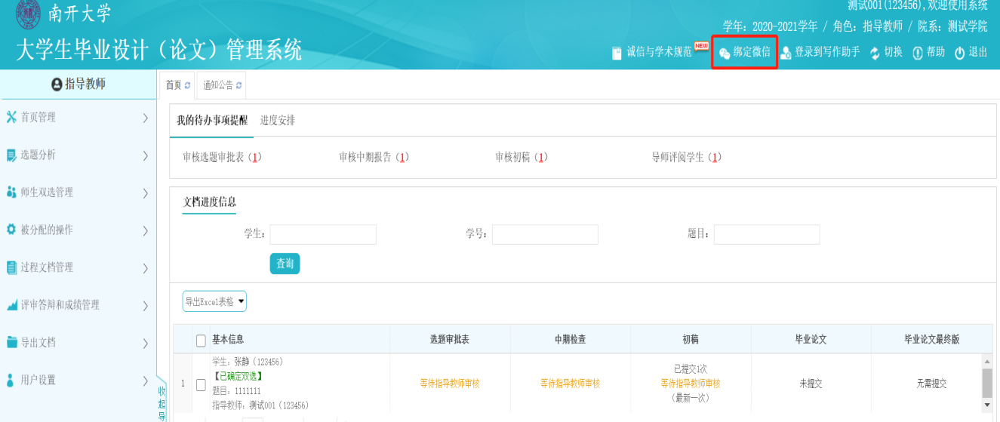 测试001(123456),欢迎使用系统
南开大学
学年: 2020-2021学年 / 角色: 指导教师 / 院系: 测试学院
大学生毕业设计（论文）管理系统
诚信与学术规范 NEW 绑定微信 登录到写作助手 切换 帮助 退出
指导教师
首页 通知公告
首页管理
选题分析
师生双选管理
被分配的操作
过程文档管理
评审答辩和成绩管理
导出文档
用户设置
收起导
我的待办事项提醒 进度安排
审核选题审批表（1） 审核中期报告（1） 审核初稿（1） 导师评阅学生（1）
文档进度信息
学生: 学号: 题目:
查询
导出Excel表格
基本信息 选题审批表 中期检查 初稿 毕业论文 毕业论文最终版
1
学生: 张静（123456）
【已确定双选】
题目: 1111111
指导教师: 测试001（123456）
等待指导教师审核
等待指导教师审核
已提交1次
等待指导教师审核
（最新一次）
未提交
无需提交